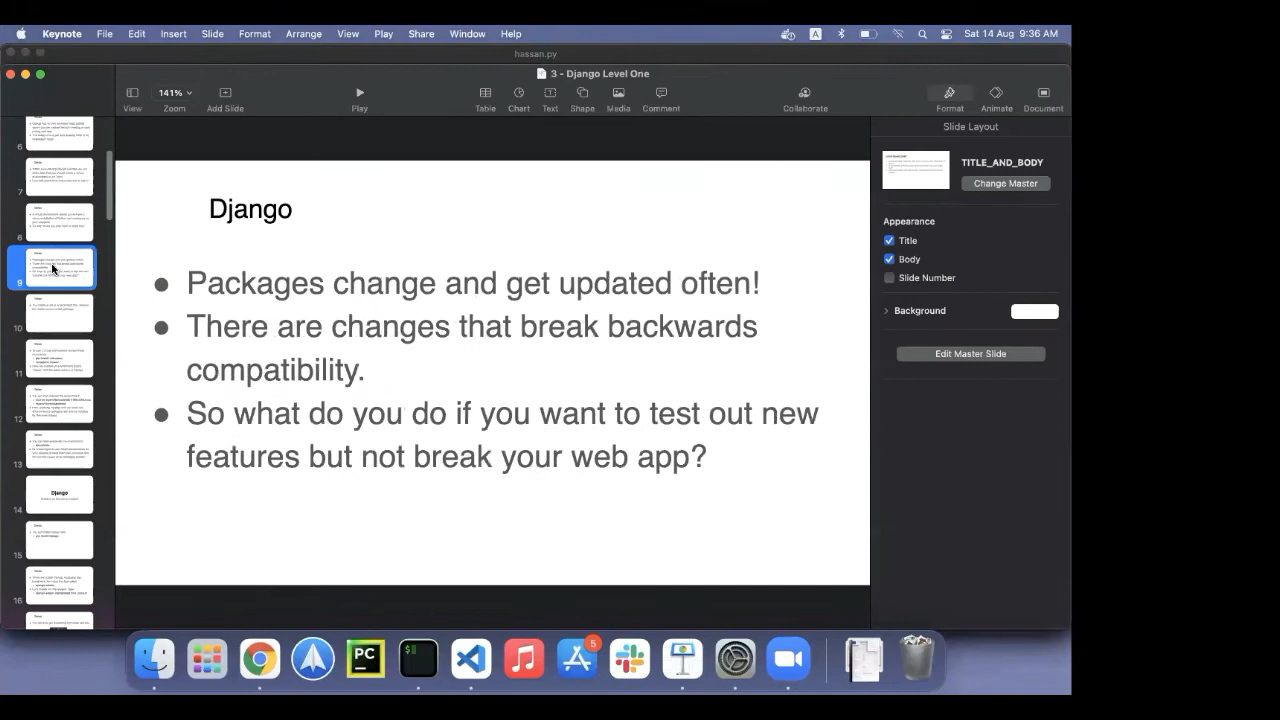 Keynote File Edit Insert Slide Format Arrange View Play Share Window Help A Sat 14 Aug 9:36 AM
hassan.py
3 - Django Level One
141%
View Zoom Add Slide Play Table Chart Text Shape Media Comment Collaborate Format Animate Document
Slide Layout
TITLE_AND_BODY
Change Master
Appearance
Title
Body
Slide Number
Background
Edit Master Slide
6
7
8
9
10
11
12
13
Django
14
15
16
Django
● Packages change and get updated often!
● There are changes that break backwards
compatibility.
● So what do you do if you want to test out new
features but not break your web app?
PC
$
5